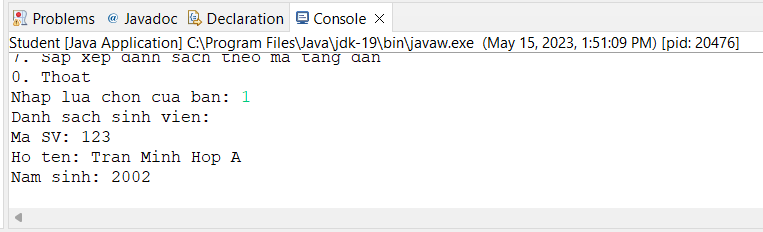 Problems @ Javadoc Declaration Console
Student [Java Application] C:\Program Files\Java\jdk-19\bin\javaw.exe (May 15, 2023, 1:51:09 PM) [pid: 20476]
7. Sap xep danh sach theo ma tang dan
0. Thoat
Nhap lua chon cua ban: 1
Danh sach sinh vien:
Ma SV: 123
Ho ten: Tran Minh Hop A
Nam sinh: 2002